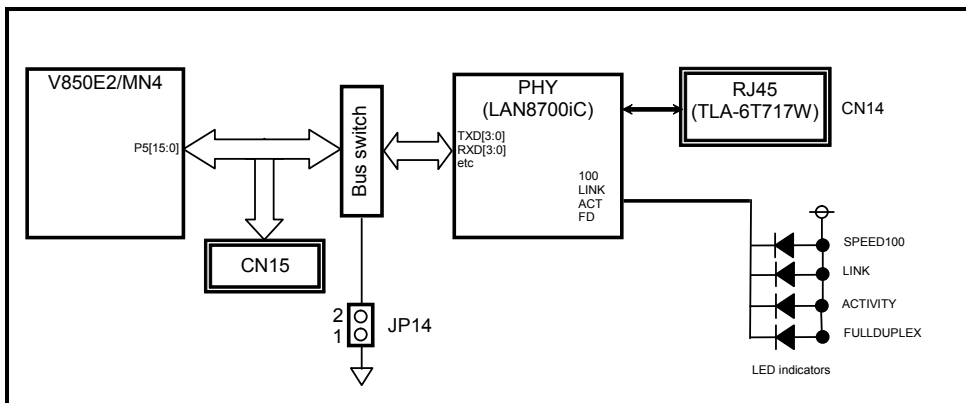 V850E2/MN4
P5[15:0]
CN15
Bus switch
2
1
JP14
PHY
(LAN8700iC)
TXD[3:0]
RXD[3:0]
etc
100
LINK
ACT
FD
RJ45
(TLA-6T717W)
CN14
SPEED100
LINK
ACTIVITY
FULLDUPLEX
LED indicators